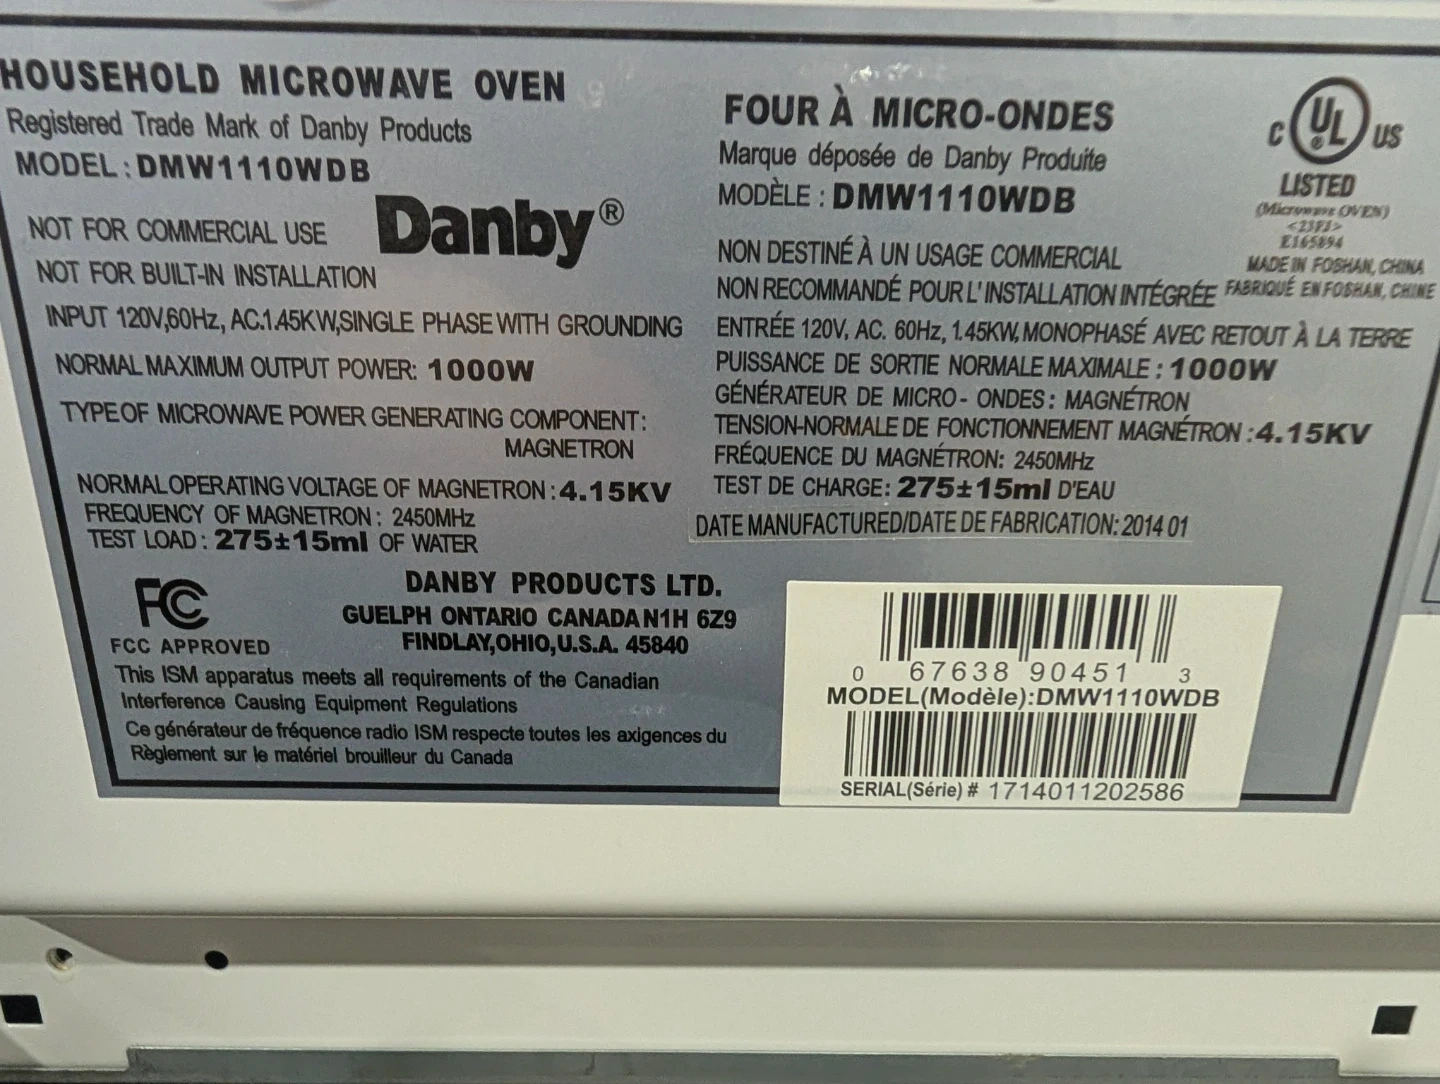 HOUSEHOLD MICROWAVE OVEN
Registered Trade Mark of Danby Products
MODEL : DMW1110WDB
Danby®
NOT FOR COMMERCIAL USE
NOT FOR BUILT-IN INSTALLATION
INPUT 120V,60Hz, AC.1.45KW,SINGLE PHASE WITH GROUNDING
NORMAL MAXIMUM OUTPUT POWER: 1000W
TYPE OF MICROWAVE POWER GENERATING COMPONENT:
MAGNETRON
NORMAL OPERATING VOLTAGE OF MAGNETRON : 4.15KV
FREQUENCY OF MAGNETRON : 2450MHz
TEST LOAD : 275±15ml OF WATER
FC
FCC APPROVED
DANBY PRODUCTS LTD.
GUELPH ONTARIO CANADA N1H 6Z9
FINDLAY,OHIO,U.S.A. 45840
This ISM apparatus meets all requirements of the Canadian
Interference Causing Equipment Regulations
Ce générateur de fréquence radio ISM respecte toutes les axigences du
Règlement sur le matériel brouilleur du Canada
FOUR À MICRO-ONDES
Marque déposée de Danby Produite
MODÈLE : DMW1110WDB
C UL ® US
LISTED
(Microwave OVEN)
<23FJ>
E165894
MADE IN FOSHAN, CHINA
FABRIQUÉ EN FOSHAN, CHINE
NON DESTINÉ À UN USAGE COMMERCIAL
NON RECOMMANDÉ POUR L'INSTALLATION INTÉGRÉE
ENTRÉE 120V, AC. 60Hz, 1.45KW, MONOPHASÉ AVEC RETOUT À LA TERRE
PUISSANCE DE SORTIE NORMALE MAXIMALE : 1000W
GÉNÉRATEUR DE MICRO- ONDES : MAGNÉTRON
TENSION-NORMALE DE FONCTIONNEMENT MAGNÉTRON : 4.15KV
FRÉQUENCE DU MAGNÉTRON: 2450MHz
TEST DE CHARGE: 275±15ml D'EAU
DATE MANUFACTURED/DATE DE FABRICATION: 2014 01
0 67638 90451 3
MODEL(Modèle):DMW1110WDB
SERIAL(Série) # 1714011202586